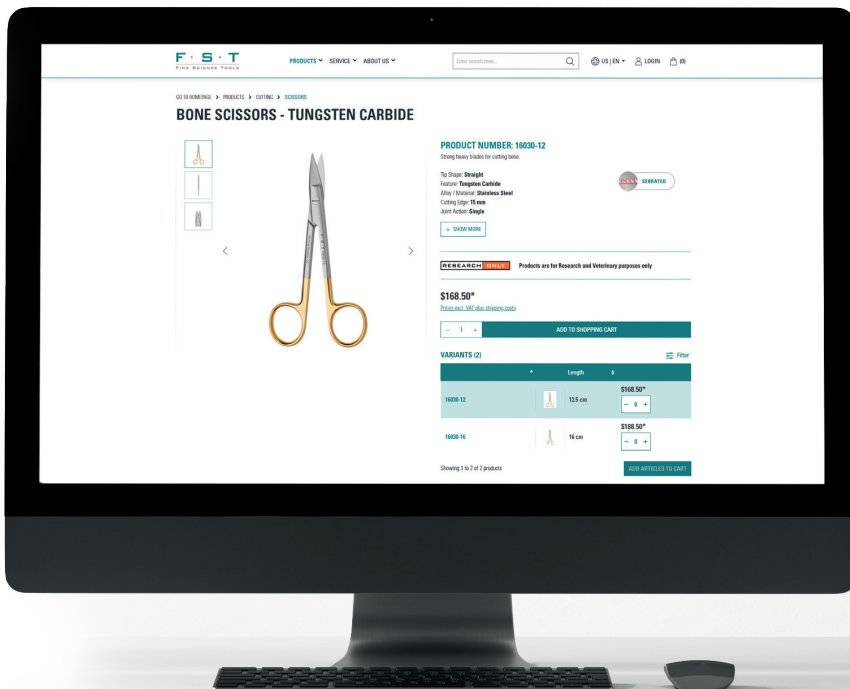 F·S·T
FINE SCIENCE TOOLS
PRODUCTS SERVICE ABOUT US
Enter search term...
US | EN LOGIN (0)
GO TO HOMEPAGE > PRODUCTS > CUTTING > SCISSORS
BONE SCISSORS - TUNGSTEN CARBIDE
PRODUCT NUMBER: 16030-12
Strong heavy blades for cutting bone.
Tip Shape: Straight
Feature: Tungsten Carbide
Alloy / Material: Stainless Steel
Cutting Edge: 15 mm
Joint Action: Single
SERRATED
+ SHOW MORE
RESEARCH ONLY Products are for Research and Veterinary purposes only
$168.50*
Prices excl. VAT plus shipping costs
- 1 + ADD TO SHOPPING CART
VARIANTS (2) Filter
Length
16030-12 12.5 cm $168.50*
- 0 +
16030-16 16 cm $188.50*
- 0 +
Showing 1 to 2 of 2 products ADD ARTICLES TO CART